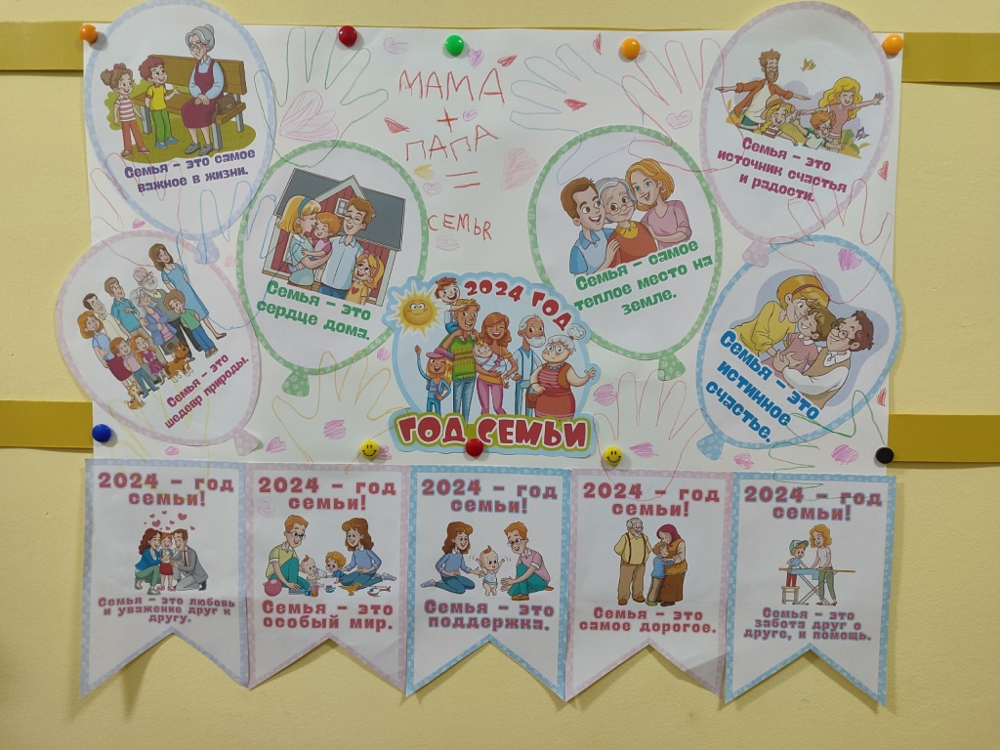 Семья - это самое
важное в жизни.
МАМА
+
ПАПА
=
СЕМЬЯ
Семья - это
источник счастья
и радости.
Семья - это
сердце дома.
Семья - самое
теплое место на
земле.
Семья - это
шедевр природы.
Семья - это
истинное
счастье.
2024 ГОД
ГОД СЕМЬИ
2024 - год
семьи!
Семья - это любовь
и уважение друг к
другу.
2024 - год
семьи!
Семья - это
особый мир.
2024 - год
семьи!
Семья - это
поддержка.
2024 - год
семьи!
Семья - это
самое дорогое.
2024 - год
семьи!
Семья - это
забота друг о
друге, и помощь.